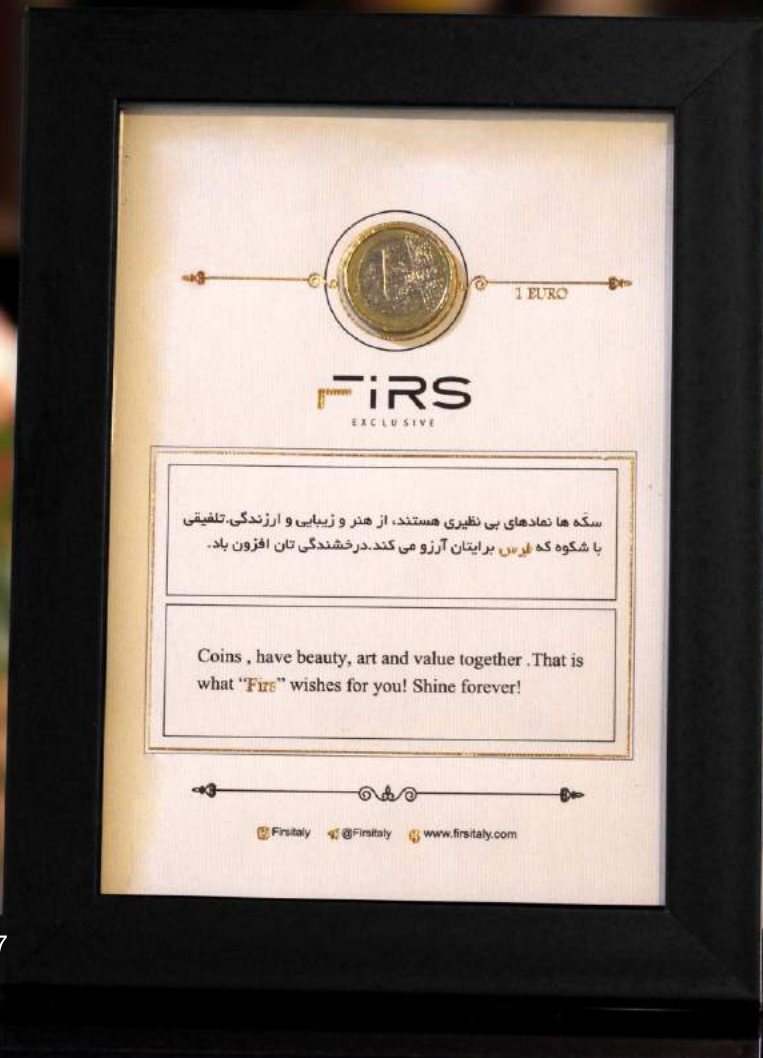 1 EURO
FiRS
EXCLUSIVE
سکّه ها نمادهای بی نظیری هستند، از هنر و زیبایی و ارزندگی.تلفیقی
با شکوه که فرس برایتان آرزو می کند.درخشندگی تان افزون باد.
Coins , have beauty, art and value together .That is
what “Firs” wishes for you! Shine forever!
Firsitaly @Firsitaly www.firsitaly.com
7